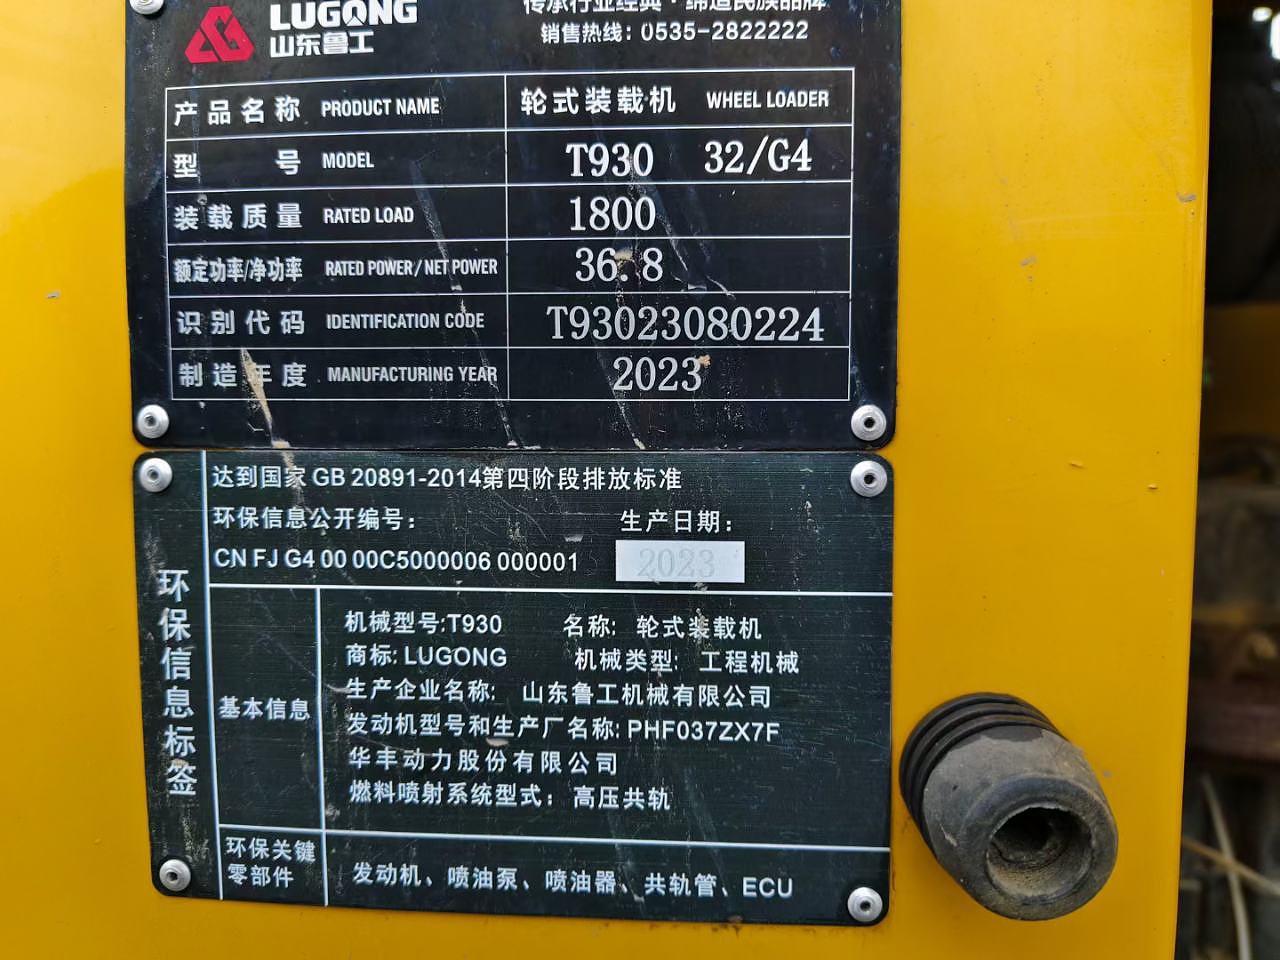 LUGONG
山东鲁工
传承行业经典·缔造民族品牌
销售热线: 0535-2822222
产品名称 PRODUCT NAME 轮式装载机 WHEEL LOADER
型号 MODEL T930 32/G4
装载质量 RATED LOAD 1800
额定功率/净功率 RATED POWER/NET POWER 36.8
识别代码 IDENTIFICATION CODE T93023080224
制造年度 MANUFACTURING YEAR 2023
环保信息标签
达到国家 GB 20891-2014第四阶段排放标准
环保信息公开编号: 生产日期:
CN FJ G4 00 00C5000006 000001 2023
基本信息
机械型号:T930 名称: 轮式装载机
商标: LUGONG 机械类型: 工程机械
生产企业名称: 山东鲁工机械有限公司
发动机型号和生产厂名称: PHF037ZX7F
华丰动力股份有限公司
燃料喷射系统型式: 高压共轨
环保关键
零部件
发动机、喷油泵、喷油器、共轨管、ECU